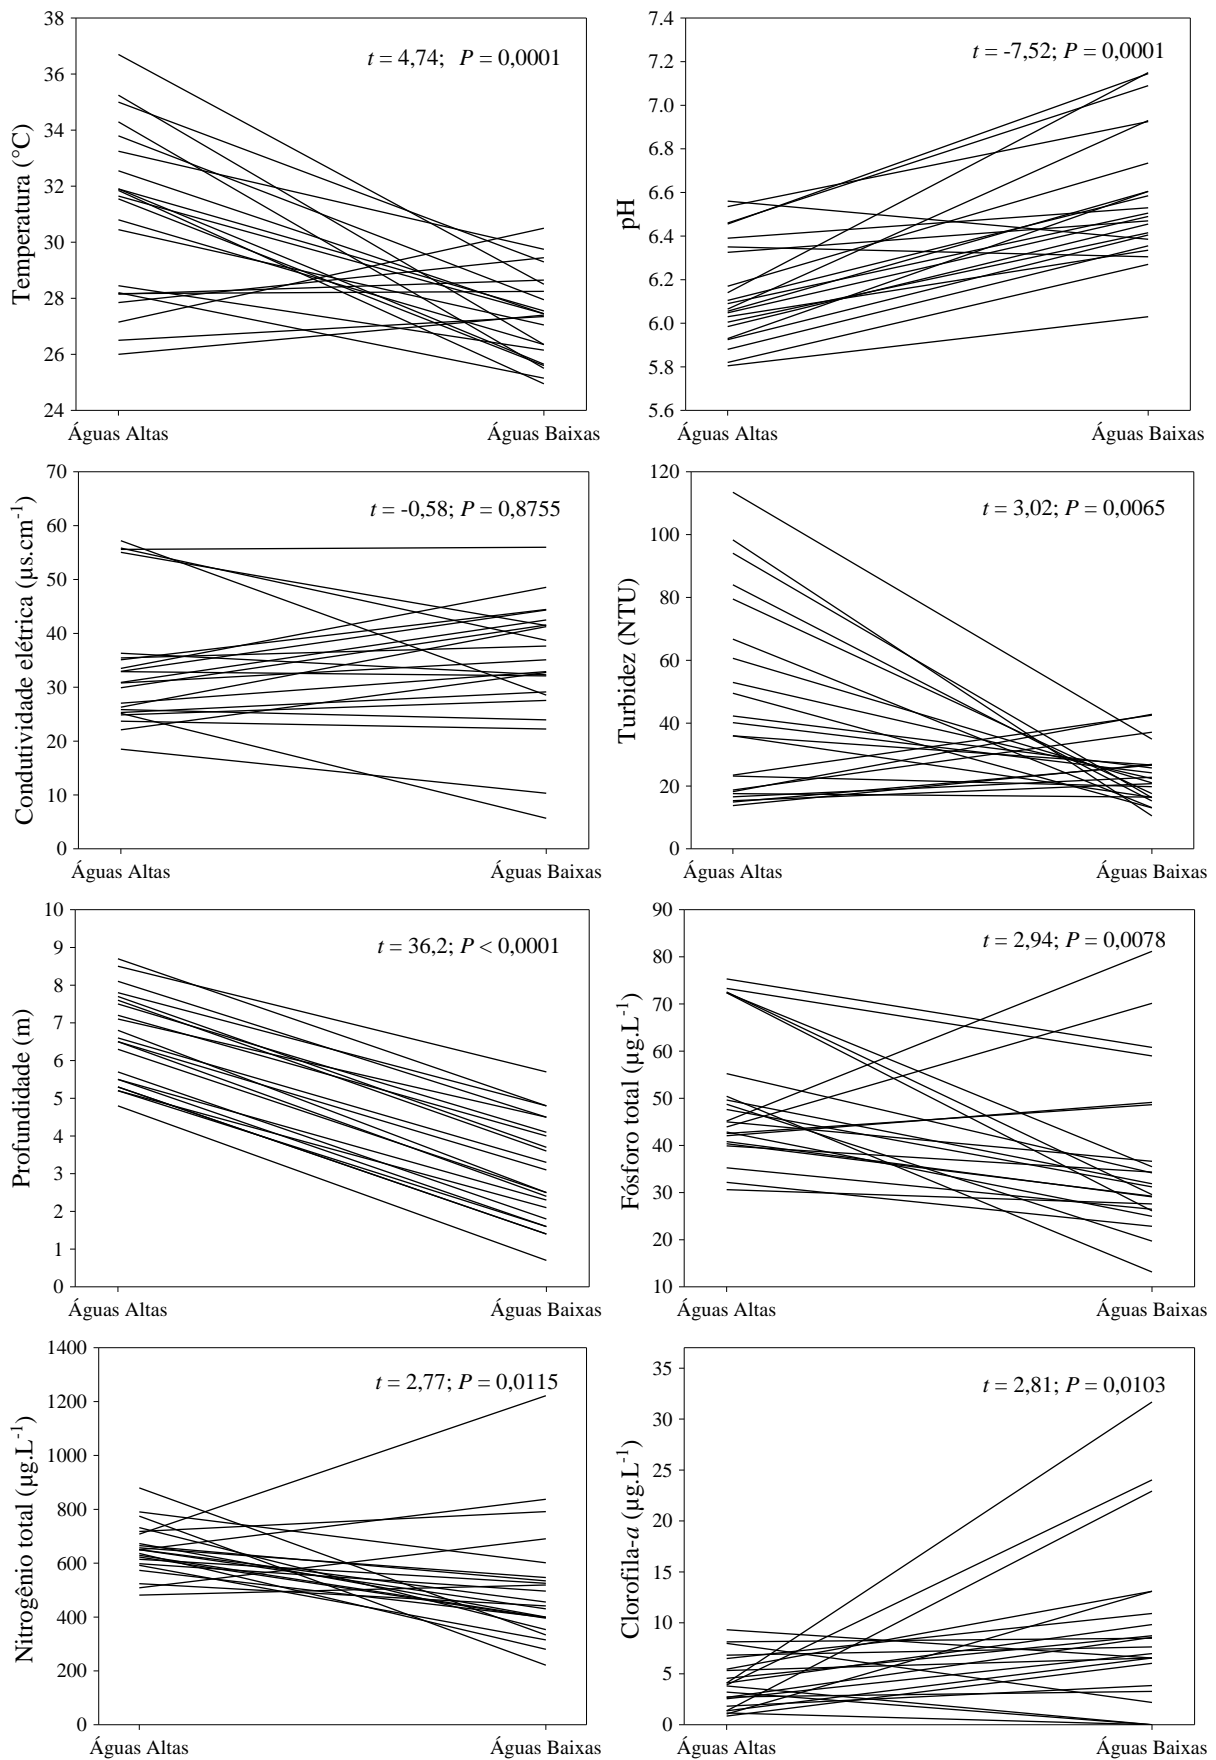 38
36
34
32
30
28
26
24
Temperatura (°C)
t = 4,74; P = 0,0001
Águas Altas
Águas Baixas
7.4
7.2
7.0
6.8
6.6
6.4
6.2
6.0
5.8
5.6
pH
t = -7,52; P = 0,0001
Águas Altas
Águas Baixas
70
60
50
40
30
20
10
0
Condutividade elétrica (µs.cm-1)
t = -0,58; P = 0,8755
Águas Altas
Águas Baixas
120
100
80
60
40
20
0
Turbidez (NTU)
t = 3,02; P = 0,0065
Águas Altas
Águas Baixas
10
9
8
7
6
5
4
3
2
1
0
Profundidade (m)
t = 36,2; P < 0,0001
Águas Altas
Águas Baixas
90
80
70
60
50
40
30
20
10
Fósforo total (µg.L-1)
t = 2,94; P = 0,0078
Águas Altas
Águas Baixas
1400
1200
1000
800
600
400
200
0
Nitrogênio total (µg.L-1)
t = 2,77; P = 0,0115
Águas Altas
Águas Baixas
35
30
25
20
15
10
5
0
Clorofila-a (µg.L-1)
t = 2,81; P = 0,0103
Águas Altas
Águas Baixas